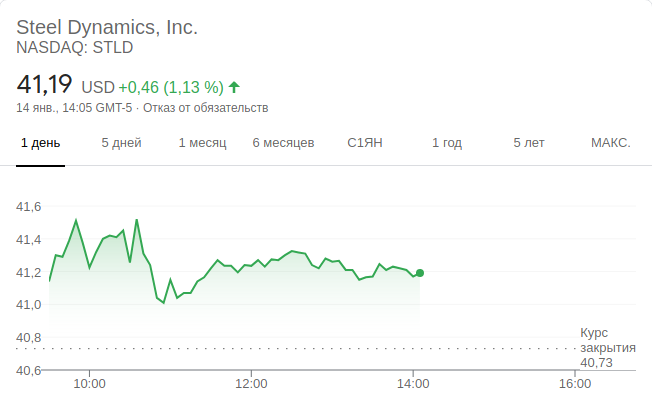 Steel Dynamics, Inc.
NASDAQ: STLD
41,19 USD +0,46 (1,13 %)
14 янв., 14:05 GMT-5 · Отказ от обязательств
1 день 5 дней 1 месяц 6 месяцев С1ЯН 1 год 5 лет МАКС.
41,6
41,4
41,2
41,0
40,8
40,6
Курс
закрытия
40,73
10:00 12:00 14:00 16:00